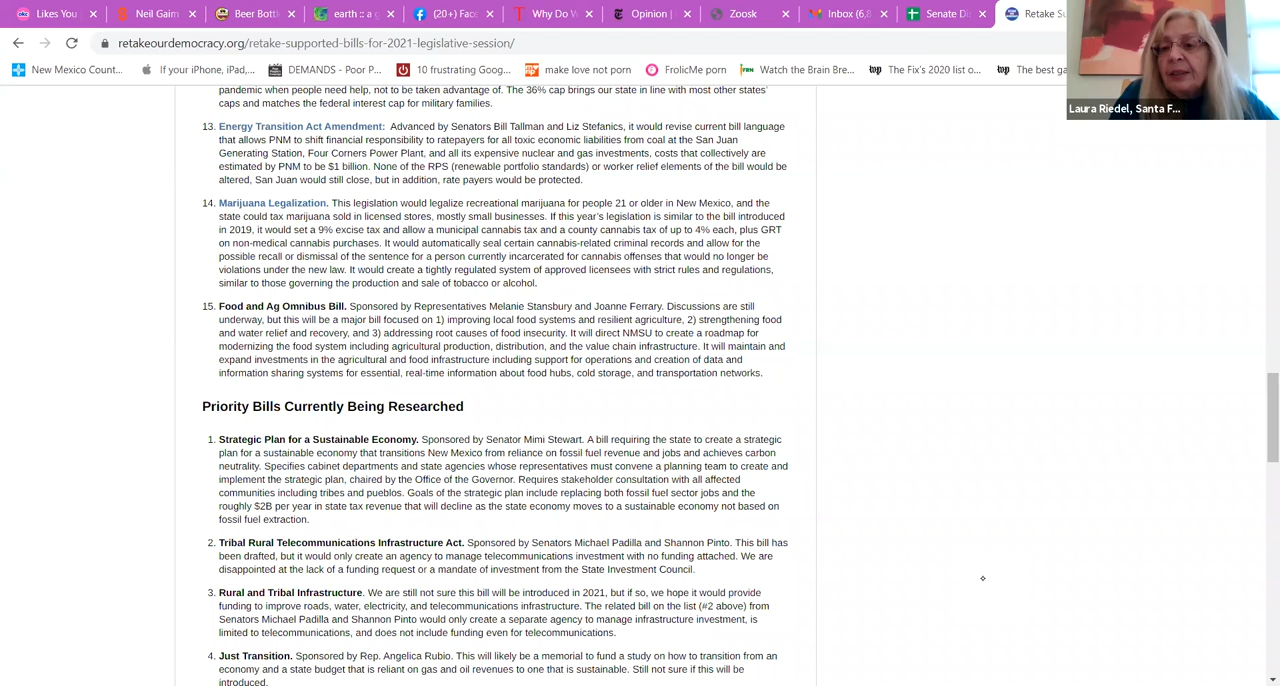 okc Likes You
Neil Gaim
Beer Bott
earth :: a g
(20+) Face
Why Do W
Opinion |
Zoosk
Inbox (6,8
Senate Di
Retake Su
retakeourdemocracy.org/retake-supported-bills-for-2021-legislative-session/
New Mexico Count...
If your iPhone, iPad,...
DEMANDS - Poor P...
10 frustrating Goog...
make love not porn
FrolicMe porn
Watch the Brain Bre...
The Fix's 2020 list o...
The best ga
Laura Riedel, Santa F...
pandemic when people need help, not to be taken advantage of. The 36% cap brings our state in line with most other states'
caps and matches the federal interest cap for military families.
13. Energy Transition Act Amendment: Advanced by Senators Bill Tallman and Liz Stefanics, it would revise current bill language
that allows PNM to shift financial responsibility to ratepayers for all toxic economic liabilities from coal at the San Juan
Generating Station, Four Corners Power Plant, and all its expensive nuclear and gas investments, costs that collectively are
estimated by PNM to be $1 billion. None of the RPS (renewable portfolio standards) or worker relief elements of the bill would be
altered, San Juan would still close, but in addition, rate payers would be protected.
14. Marijuana Legalization. This legislation would legalize recreational marijuana for people 21 or older in New Mexico, and the
state could tax marijuana sold in licensed stores, mostly small businesses. If this year's legislation is similar to the bill introduced
in 2019, it would set a 9% excise tax and allow a municipal cannabis tax and a county cannabis tax of up to 4% each, plus GRT
on non-medical cannabis purchases. It would automatically seal certain cannabis-related criminal records and allow for the
possible recall or dismissal of the sentence for a person currently incarcerated for cannabis offenses that would no longer be
violations under the new law. It would create a tightly regulated system of approved licensees with strict rules and regulations,
similar to those governing the production and sale of tobacco or alcohol.
15. Food and Ag Omnibus Bill. Sponsored by Representatives Melanie Stansbury and Joanne Ferrary. Discussions are still
underway, but this will be a major bill focused on 1) improving local food systems and resilient agriculture, 2) strengthening food
and water relief and recovery, and 3) addressing root causes of food insecurity. It will direct NMSU to create a roadmap for
modernizing the food system including agricultural production, distribution, and the value chain infrastructure. It will maintain and
expand investments in the agricultural and food infrastructure including support for operations and creation of data and
information sharing systems for essential, real-time information about food hubs, cold storage, and transportation networks.
Priority Bills Currently Being Researched
1. Strategic Plan for a Sustainable Economy. Sponsored by Senator Mimi Stewart. A bill requiring the state to create a strategic
plan for a sustainable economy that transitions New Mexico from reliance on fossil fuel revenue and jobs and achieves carbon
neutrality. Specifies cabinet departments and state agencies whose representatives must convene a planning team to create and
implement the strategic plan, chaired by the Office of the Governor. Requires stakeholder consultation with all affected
communities including tribes and pueblos. Goals of the strategic plan include replacing both fossil fuel sector jobs and the
roughly $2B per year in state tax revenue that will decline as the state economy moves to a sustainable economy not based on
fossil fuel extraction.
2. Tribal Rural Telecommunications Infrastructure Act. Sponsored by Senators Michael Padilla and Shannon Pinto. This bill has
been drafted, but it would only create an agency to manage telecommunications investment with no funding attached. We are
disappointed at the lack of a funding request or a mandate of investment from the State Investment Council.
3. Rural and Tribal Infrastructure. We are still not sure this bill will be introduced in 2021, but if so, we hope it would provide
funding to improve roads, water, electricity, and telecommunications infrastructure. The related bill on the list (#2 above) from
Senators Michael Padilla and Shannon Pinto would only create a separate agency to manage infrastructure investment, is
limited to telecommunications, and does not include funding even for telecommunications.
4. Just Transition. Sponsored by Rep. Angelica Rubio. This will likely be a memorial to fund a study on how to transition from an
economy and a state budget that is reliant on gas and oil revenues to one that is sustainable. Still not sure if this will be
introduced.